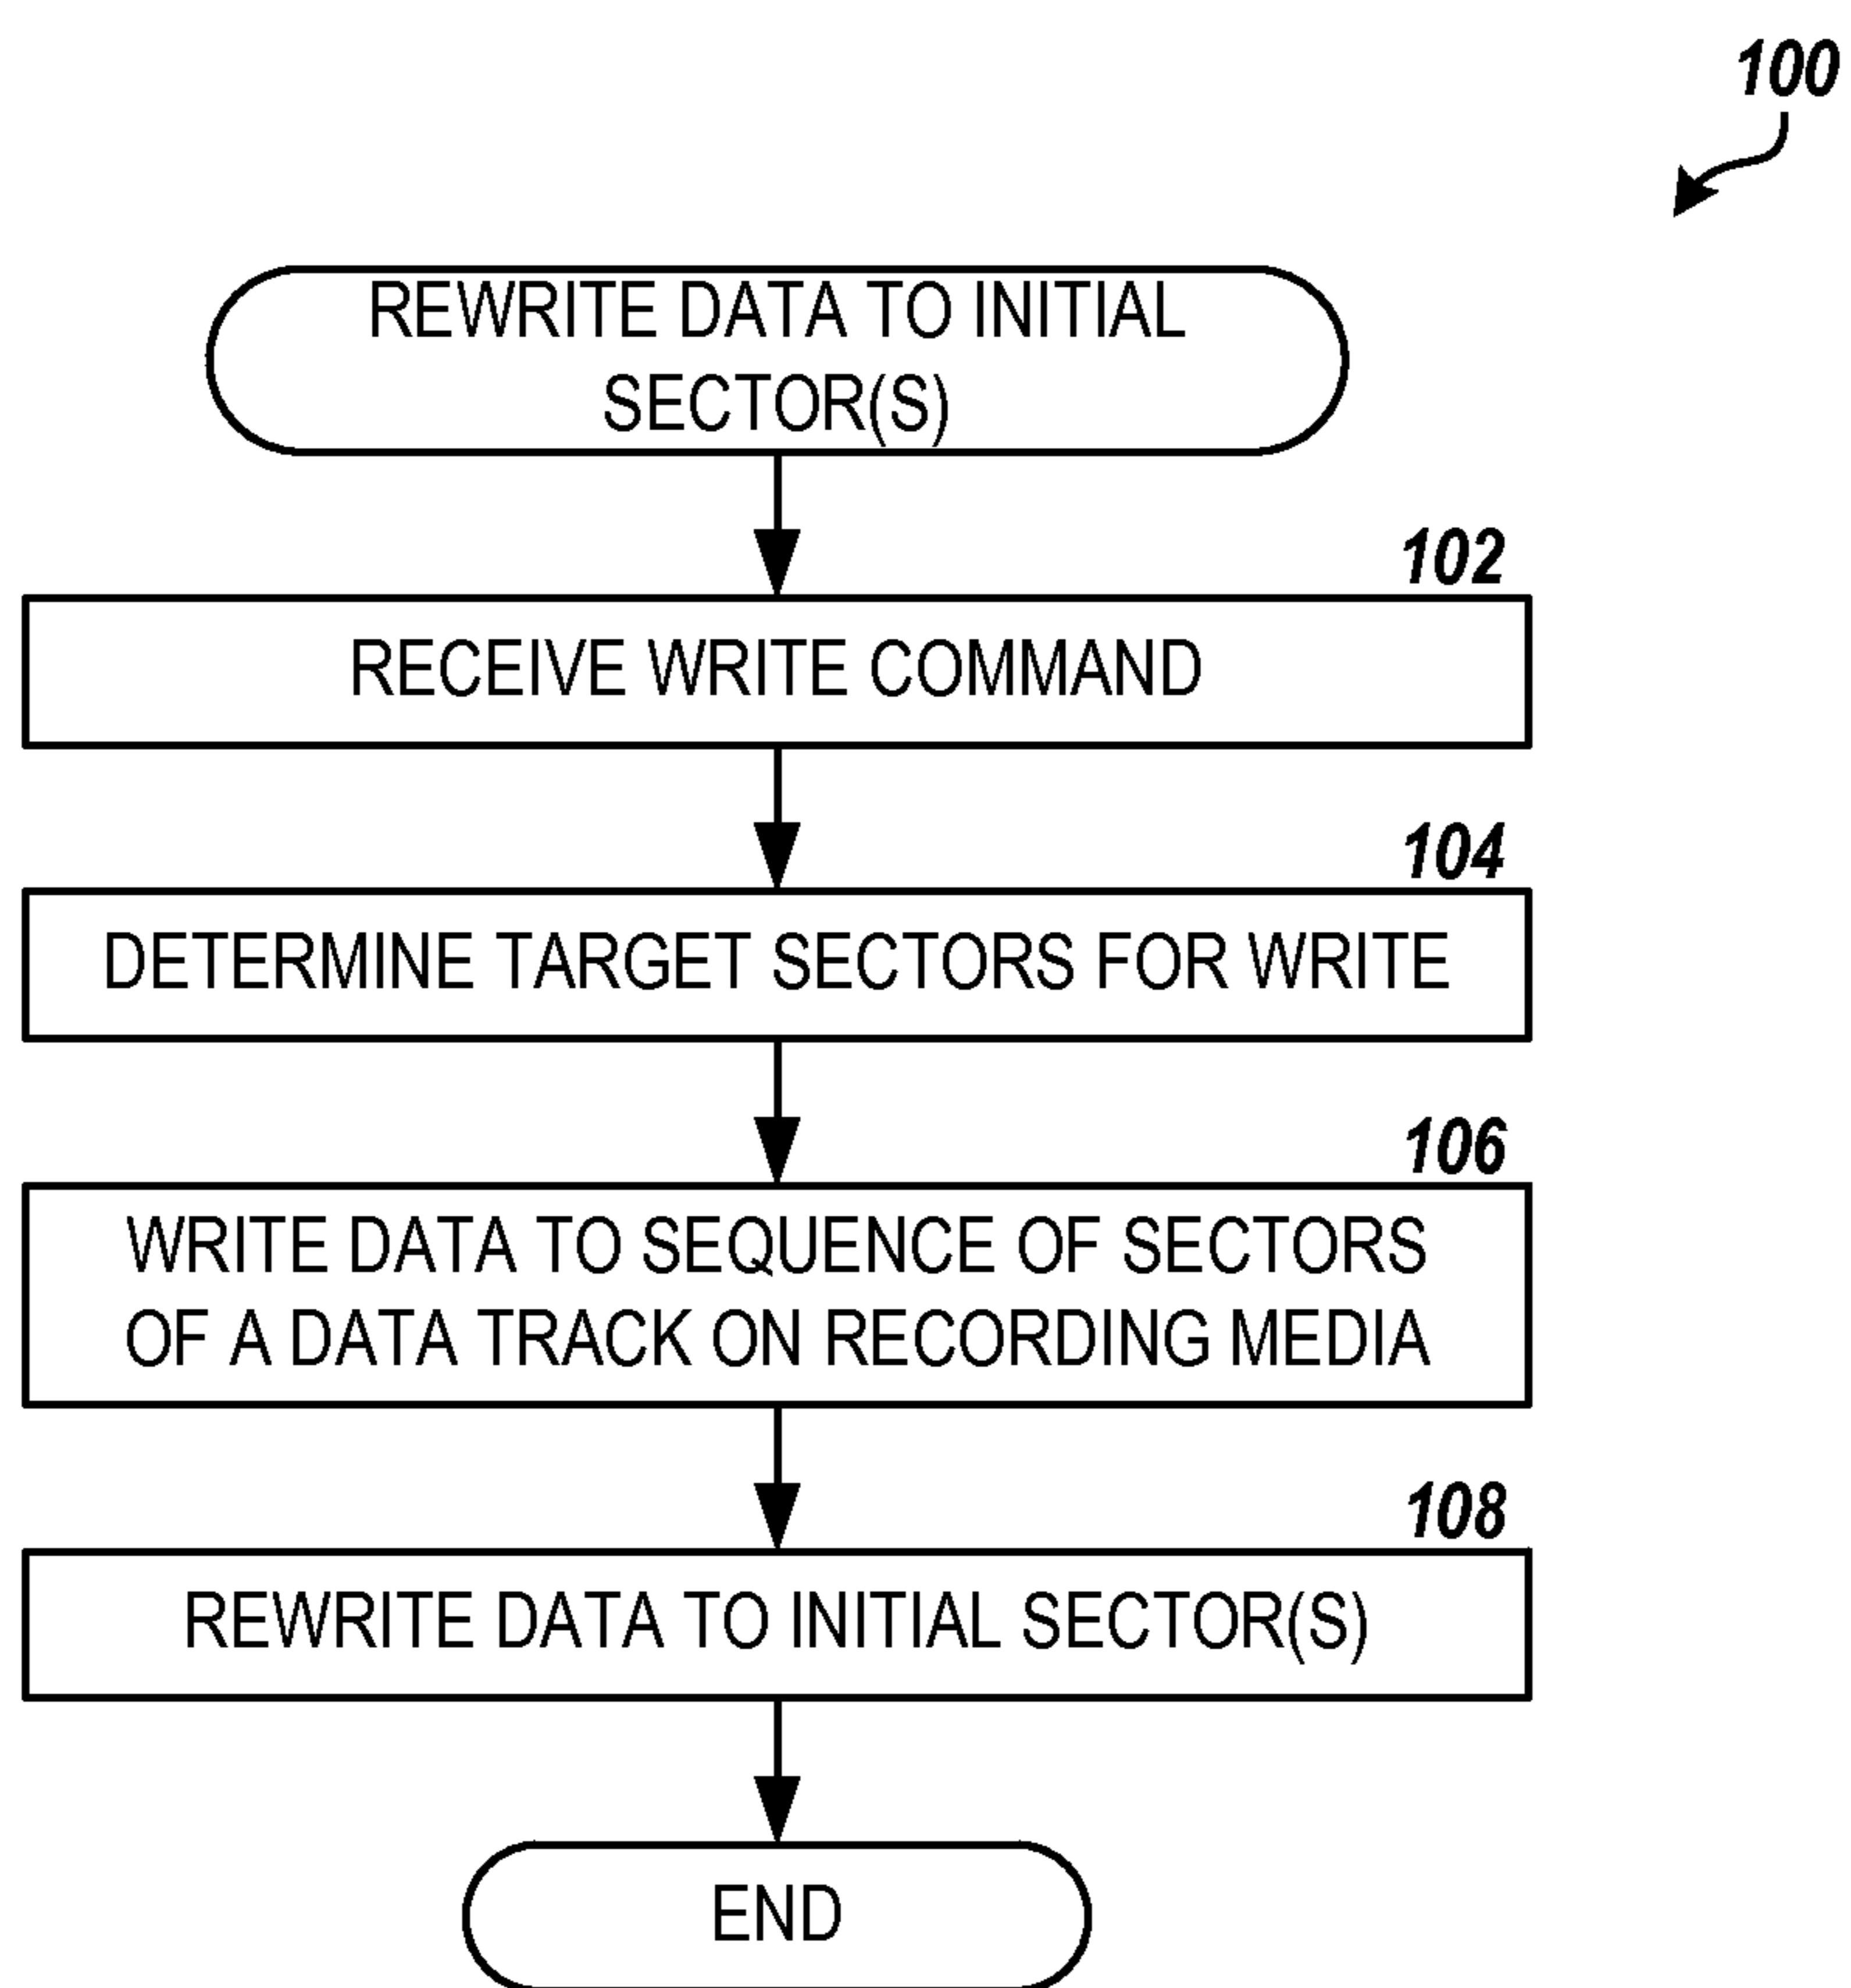 100
REWRITE DATA TO INITIAL
SECTOR(S)
102
RECEIVE WRITE COMMAND
104
DETERMINE TARGET SECTORS FOR WRITE
106
WRITE DATA TO SEQUENCE OF SECTORS
OF A DATA TRACK ON RECORDING MEDIA
108
REWRITE DATA TO INITIAL SECTOR(S)
END